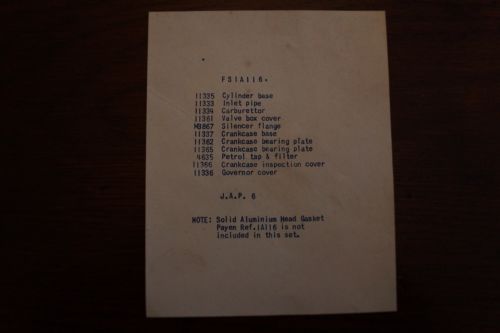 FS1A116.
11335 Cylinder base
11333 Inlet pipe
11334 Carburettor
11361 Valve box cover
M3867 Silencer flange
11337 Crankcase base
11362 Crankcase bearing plate
11365 Crankcase bearing plate
4635 Petrol tap & filter
11366 Crankcase inspection cover
11336 Governor cover
J.A.P. 6
NOTE: Solid Aluminium Head Gasket
Payen Ref.1A116 is not
included in this set.